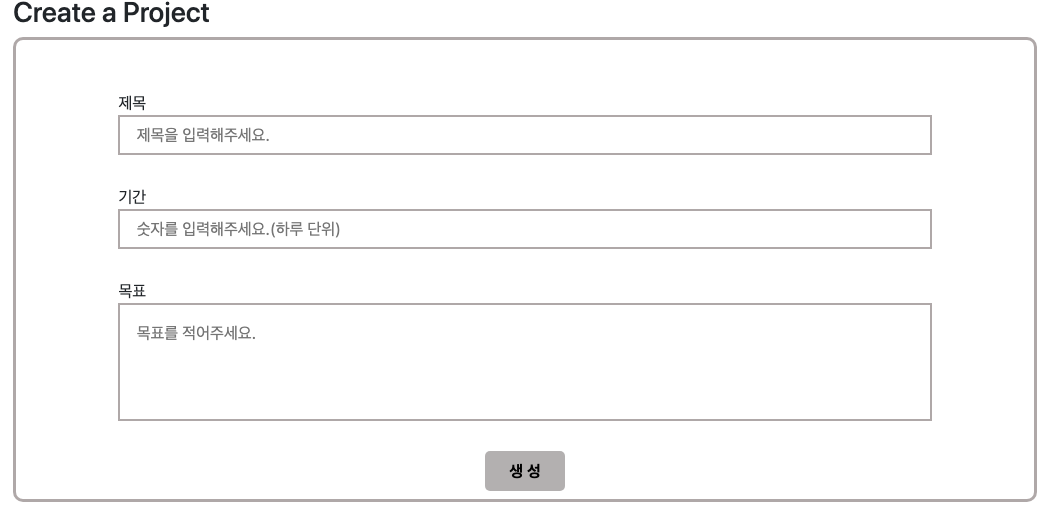 Create a Project
제목
제목을 입력해주세요.
기간
숫자를 입력해주세요.(하루 단위)
목표
목표를 적어주세요.
생 성